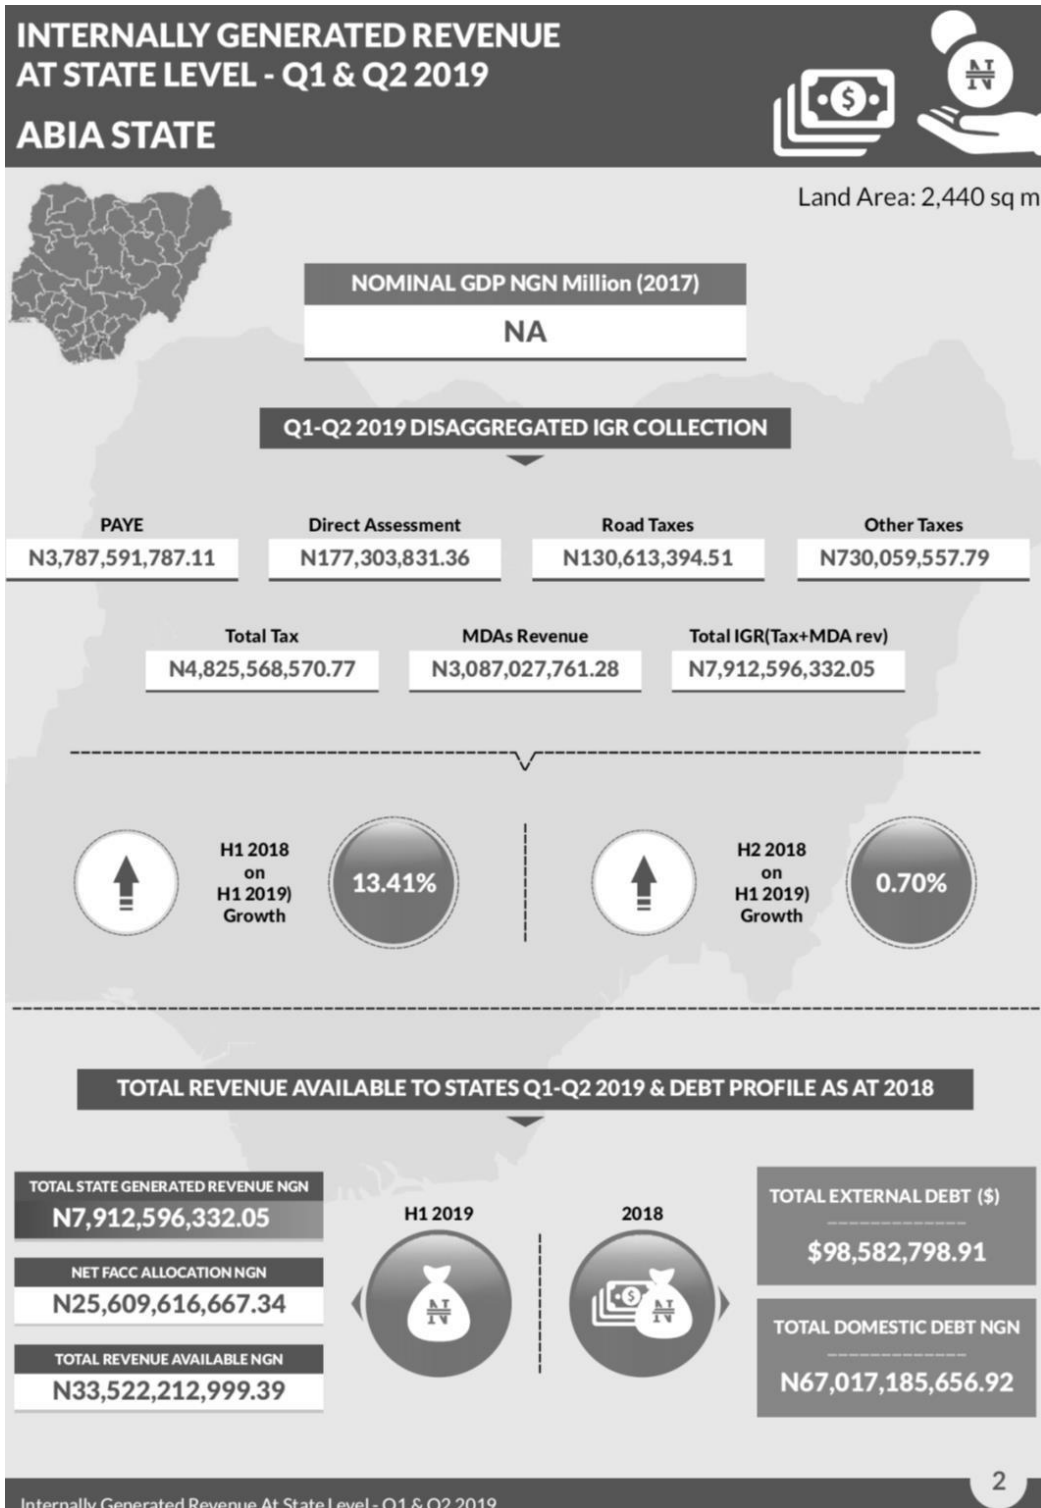 INTERNALLY GENERATED REVENUE
AT STATE LEVEL - Q1 & Q2 2019
ABIA STATE
Land Area: 2,440 sq m
NOMINAL GDP NGN Million (2017)
NA
Q1-Q2 2019 DISAGGREGATED IGR COLLECTION
PAYE
N3,787,591,787.11
Direct Assessment
N177,303,831.36
Road Taxes
N130,613,394.51
Other Taxes
N730,059,557.79
Total Tax
N4,825,568,570.77
MDAs Revenue
N3,087,027,761.28
Total IGR(Tax+MDA rev)
N7,912,596,332.05
H1 2018
on
H1 2019)
Growth
13.41%
H2 2018
on
H1 2019)
Growth
0.70%
TOTAL REVENUE AVAILABLE TO STATES Q1-Q2 2019 & DEBT PROFILE AS AT 2018
TOTAL STATE GENERATED REVENUE NGN
N7,912,596,332.05
NET FACC ALLOCATION NGN
N25,609,616,667.34
TOTAL REVENUE AVAILABLE NGN
N33,522,212,999.39
H1 2019
2018
TOTAL EXTERNAL DEBT ($)
$98,582,798.91
TOTAL DOMESTIC DEBT NGN
N67,017,185,656.92
2
Internally Generated Revenue At State Level - Q1 & Q2 2019